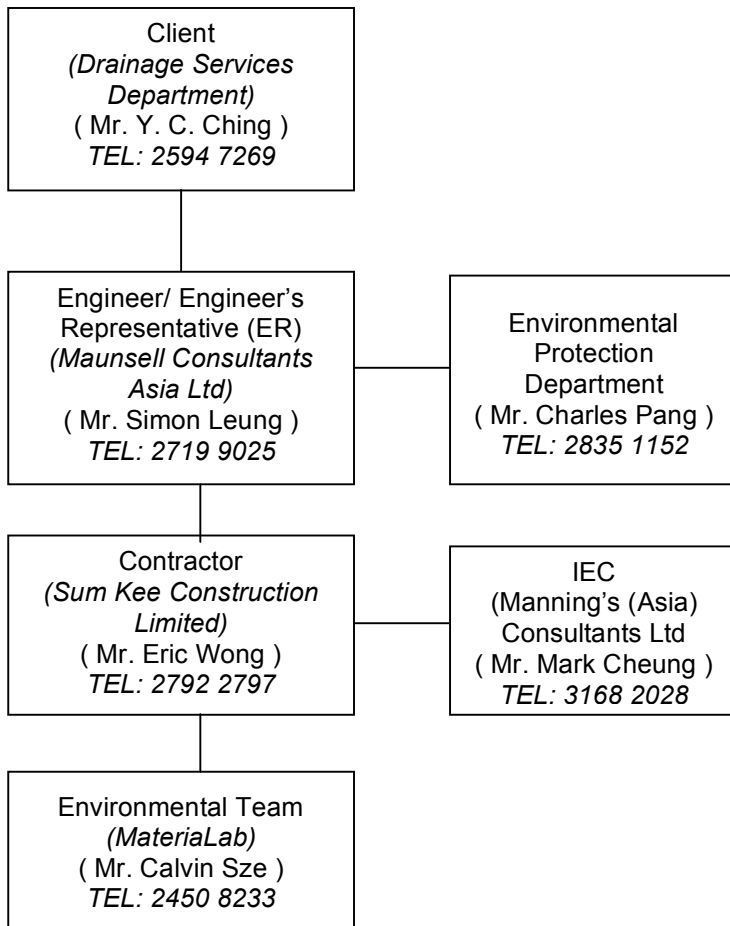 Client
(Drainage Services
Department)
( Mr. Y. C. Ching )
TEL: 2594 7269
Engineer/ Engineer's
Representative (ER)
(Maunsell Consultants
Asia Ltd)
( Mr. Simon Leung )
TEL: 2719 9025
Environmental
Protection
Department
( Mr. Charles Pang )
TEL: 2835 1152
Contractor
(Sum Kee Construction
Limited)
( Mr. Eric Wong )
TEL: 2792 2797
IEC
(Manning's (Asia)
Consultants Ltd
( Mr. Mark Cheung )
TEL: 3168 2028
Environmental Team
(MateriaLab)
( Mr. Calvin Sze )
TEL: 2450 8233